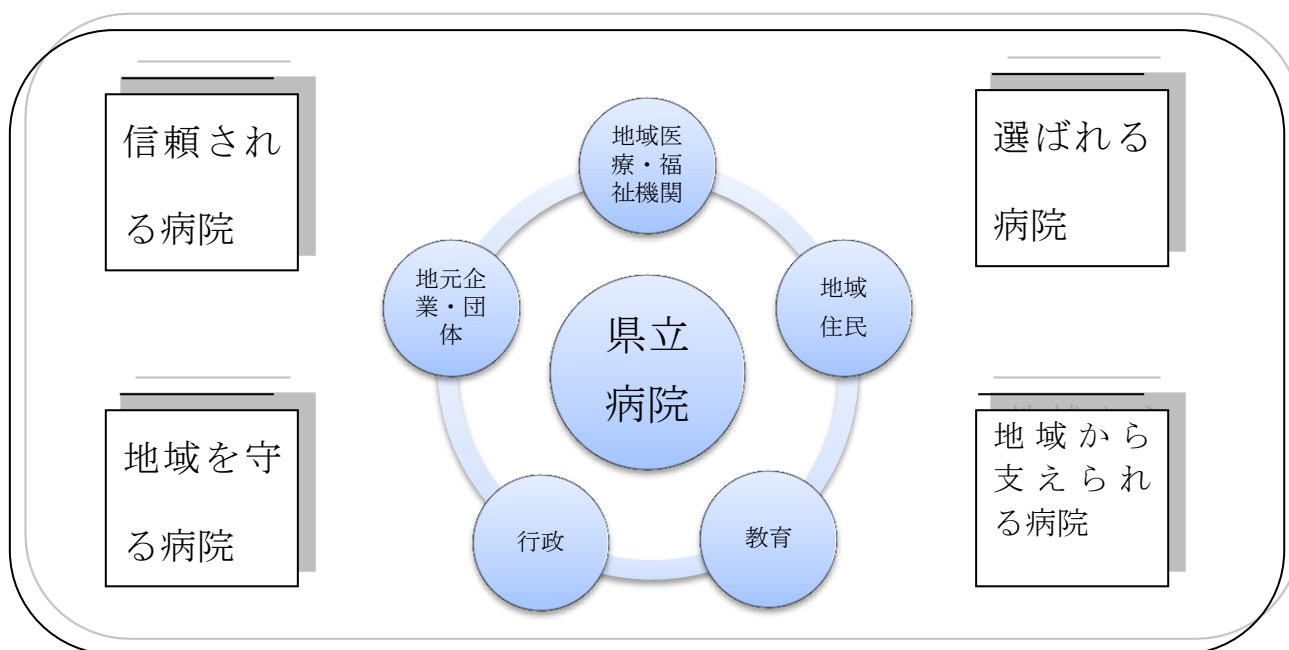 信頼され
る病院
選ばれる
病院
地域医
療・福
祉機関
地元企
業・団
体
地域
住民
県立
病院
地域を守
る病院
地域から
支えられ
る病院
行政
教育